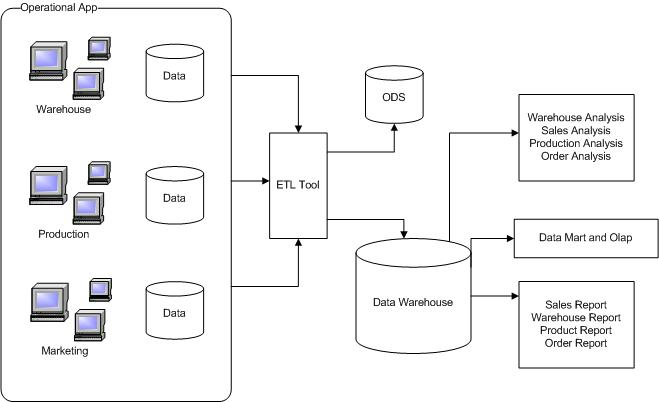 Operational App
Data
Warehouse
Data
Production
Data
Marketing
ETL Tool
ODS
Data Warehouse
Warehouse Analysis
Sales Analysis
Production Analysis
Order Analysis
Data Mart and Olap
Sales Report
Warehouse Report
Product Report
Order Report